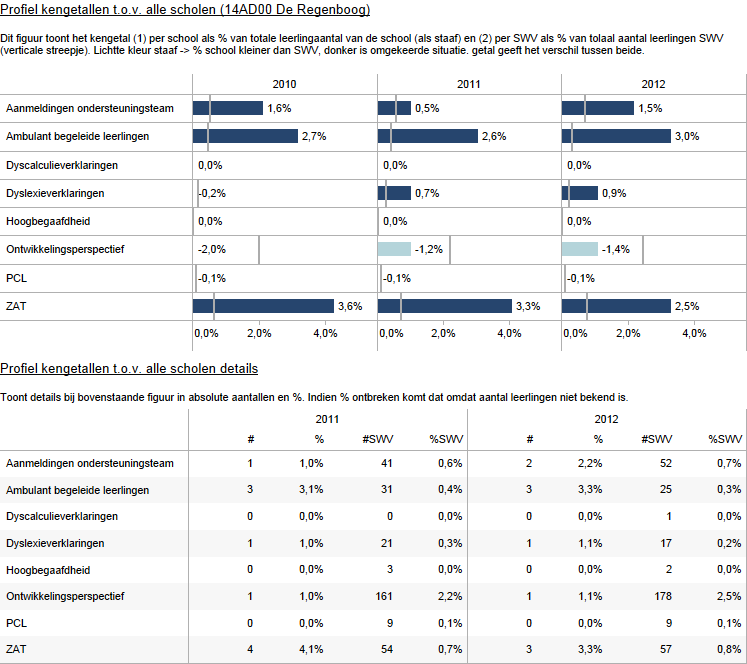 Profiel kengetallen t.o.v. alle scholen (14AD00 De Regenboog)
Dit figuur toont het kengetal (1) per school als % van totale leerlingaantal van de school (als staaf) en (2) per SWV als % van tolaal aantal leerlingen SWV
(verticale streepje). Lichtte kleur staaf -> % school kleiner dan SWV, donker is omgekeerde situatie. getal geeft het verschil tussen beide.
2010 2011 2012
Aanmeldingen ondersteuningsteam 1,6% 0,5% 1,5%
Ambulant begeleide leerlingen 2,7% 2,6% 3,0%
Dyscalculieverklaringen 0,0% 0,0% 0,0%
Dyslexieverklaringen -0,2% 0,7% 0,9%
Hoogbegaafdheid 0,0% 0,0% 0,0%
Ontwikkelingsperspectief -2,0% -1,2% -1,4%
PCL -0,1% -0,1% -0,1%
ZAT 3,6% 3,3% 2,5%
0,0% 2,0% 4,0% 0,0% 2,0% 4,0% 0,0% 2,0% 4,0%
Profiel kengetallen t.o.v. alle scholen details
Toont details bij bovenstaande figuur in absolute aantallen en %. Indien % ontbreken komt dat omdat aantal leerlingen niet bekend is.
2011 2012
# % #SWV %SWV # % #SWV %SWV
Aanmeldingen ondersteuningsteam 1 1,0% 41 0,6% 2 2,2% 52 0,7%
Ambulant begeleide leerlingen 3 3,1% 31 0,4% 3 3,3% 25 0,3%
Dyscalculieverklaringen 0 0,0% 0 0,0% 0 0,0% 1 0,0%
Dyslexieverklaringen 1 1,0% 21 0,3% 1 1,1% 17 0,2%
Hoogbegaafdheid 0 0,0% 3 0,0% 0 0,0% 2 0,0%
Ontwikkelingsperspectief 1 1,0% 161 2,2% 1 1,1% 178 2,5%
PCL 0 0,0% 9 0,1% 0 0,0% 9 0,1%
ZAT 4 4,1% 54 0,7% 3 3,3% 57 0,8%